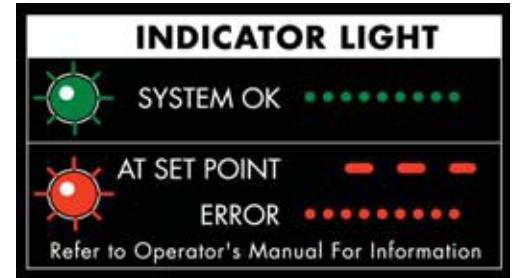 INDICATOR LIGHT
SYSTEM OK
AT SET POINT
ERROR
Refer to Operator's Manual For Information